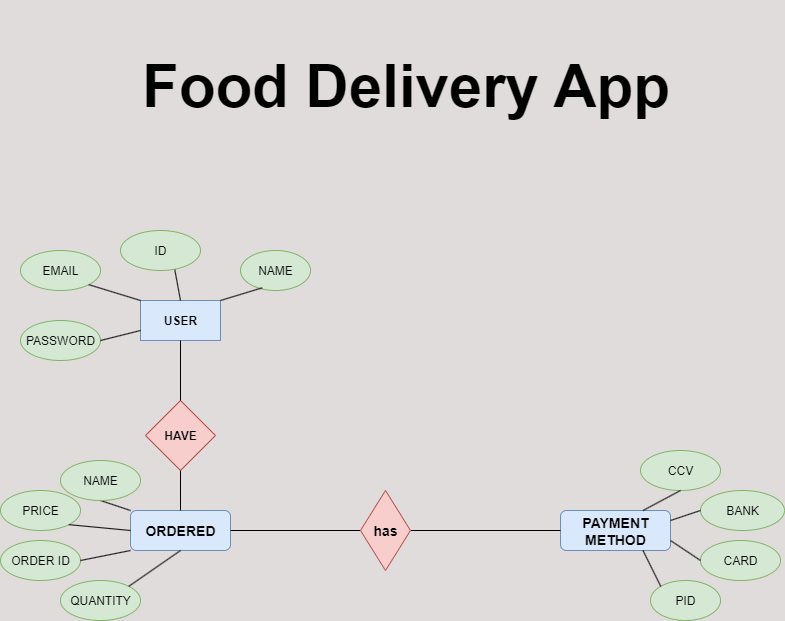 Food Delivery App
ID
EMAIL
NAME
USER
PASSWORD
HAVE
NAME
PRICE
ORDERED
ORDER ID
QUANTITY
has
CCV
BANK
PAYMENT
METHOD
CARD
PID